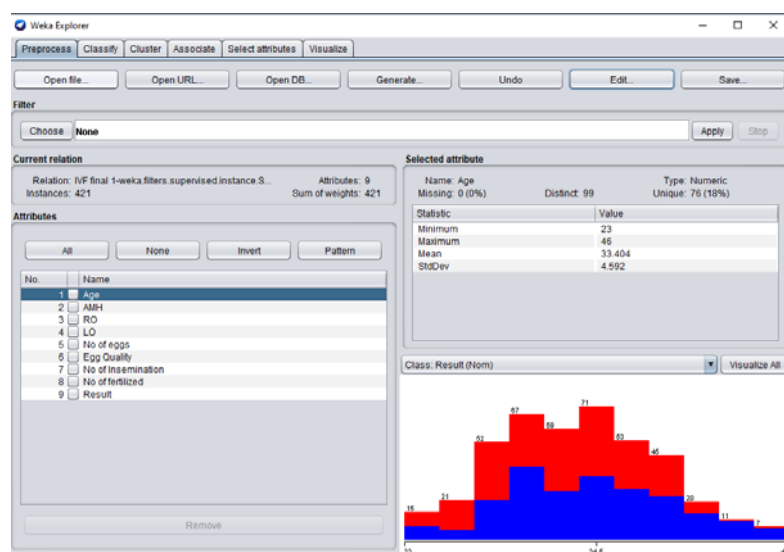 Weka Explorer
Preprocess Classify Cluster Associate Select attributes Visualize
Open file... Open URL... Open DB... Generate... Undo Edit... Save...
Filter
Choose None Apply Stop
Current relation
Relation: IVF final 1-weka.filters.supervised.instance.S... Attributes: 9
Instances: 421 Sum of weights: 421
Attributes
All None Invert Pattern
No. Name
1 Age
2 AMH
3 RO
4 LO
5 No of eggs
6 Egg Quality
7 No of Insemination
8 No of fertilized
9 Result
Remove
Selected attribute
Name: Age Type: Numeric
Missing: 0 (0%) Distinct: 99 Unique: 76 (18%)
Statistic Value
Minimum 23
Maximum 46
Mean 33.404
StdDev 4.592
Class: Result (Nom) Visualize All
21 52 67 59 71 53 45 20 11 7